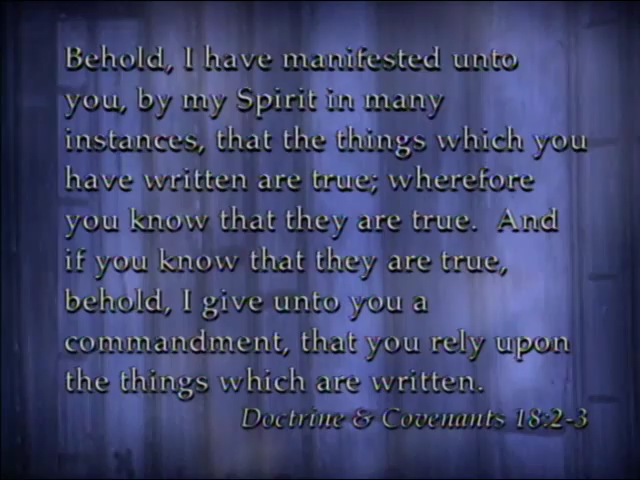 Behold, I have manifested unto
you, by my Spirit in many
instances, that the things which you
have written are true; wherefore
you know that they are true.  And
if you know that they are true,
behold, I give unto you a
commandment, that you rely upon
the things which are written.
Doctrine & Covenants 18:2-3